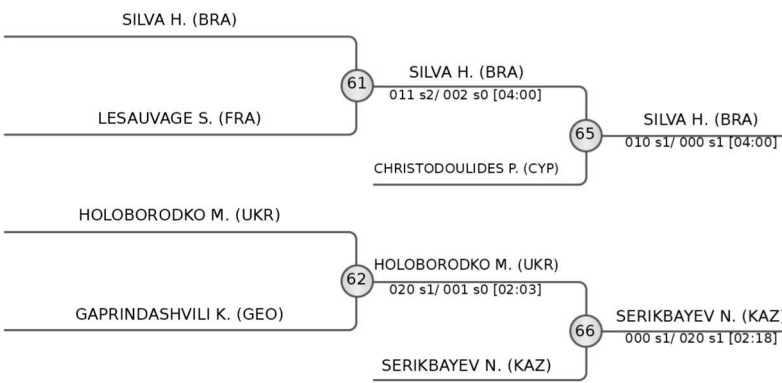 SILVA H. (BRA)
61
LESAUVAGE S. (FRA)
SILVA H. (BRA)
011 s2/ 002 s0 [04:00]
65
CHRISTODOULIDES P. (CYP)
SILVA H. (BRA)
010 s1/ 000 s1 [04:00]
HOLOBORODKO M. (UKR)
62
GAPRINDASHVILI K. (GEO)
HOLOBORODKO M. (UKR)
020 s1/ 001 s0 [02:03]
66
SERIKBAYEV N. (KAZ)
SERIKBAYEV N. (KAZ)
000 s1/ 020 s1 [02:18]